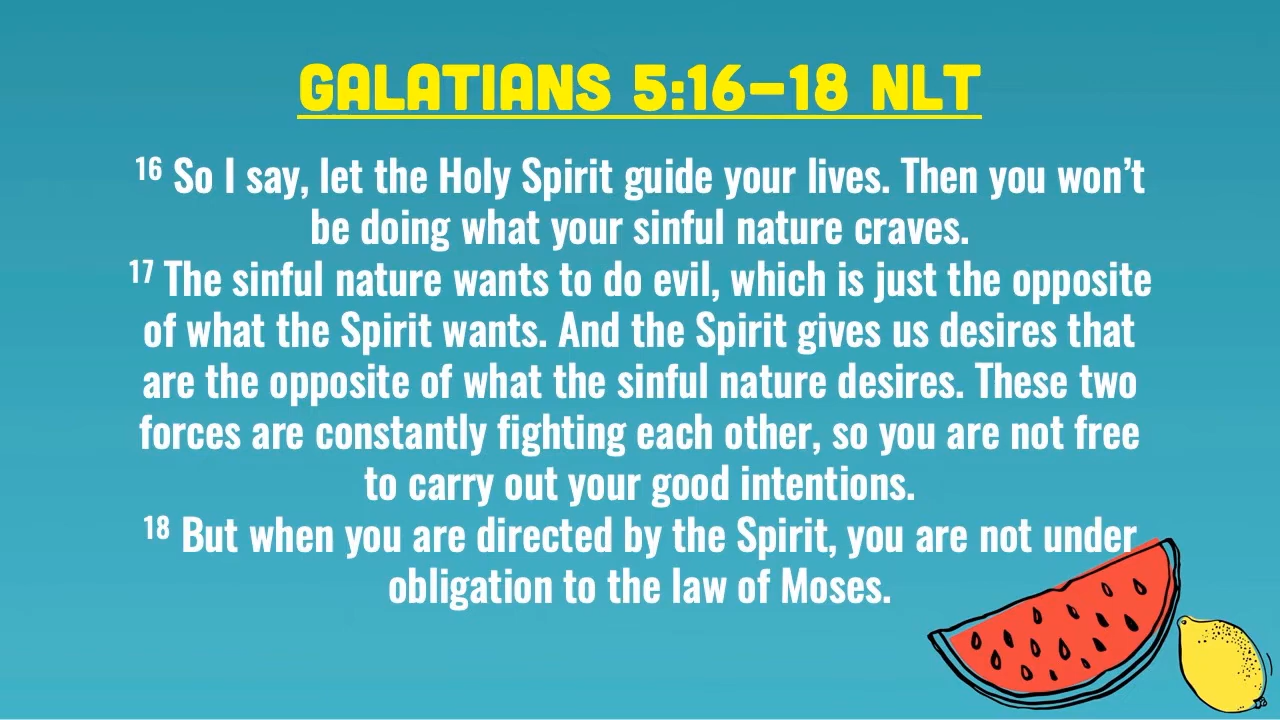 GALATIANS 5:16–18 NLT
16 So I say, let the Holy Spirit guide your lives. Then you won’t
be doing what your sinful nature craves.
17 The sinful nature wants to do evil, which is just the opposite
of what the Spirit wants. And the Spirit gives us desires that
are the opposite of what the sinful nature desires. These two
forces are constantly fighting each other, so you are not free
to carry out your good intentions.
18 But when you are directed by the Spirit, you are not under
obligation to the law of Moses.